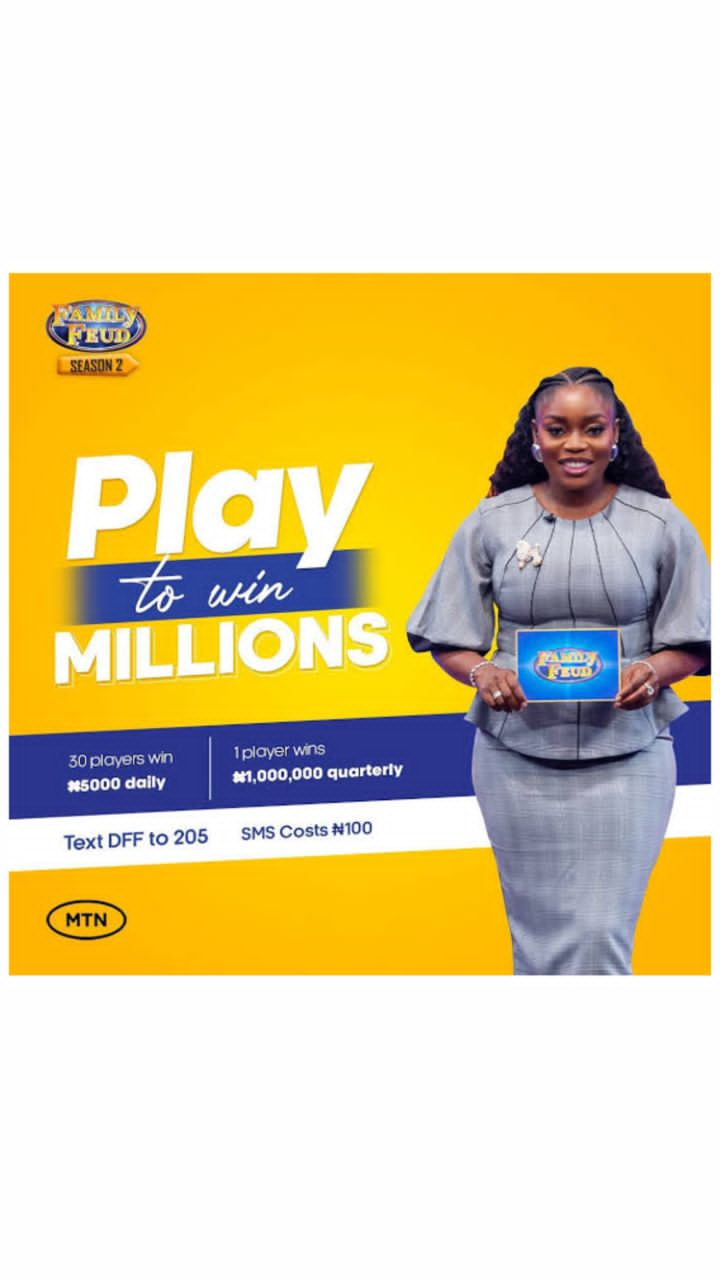 FAMILY
FEUD
SEASON 2
Play
to win
MILLIONS
30 players win
₦5000 daily
1 player wins
₦1,000,000 quarterly
Text DFF to 205
SMS Costs ₦100
MTN
FAMILY
FEUD